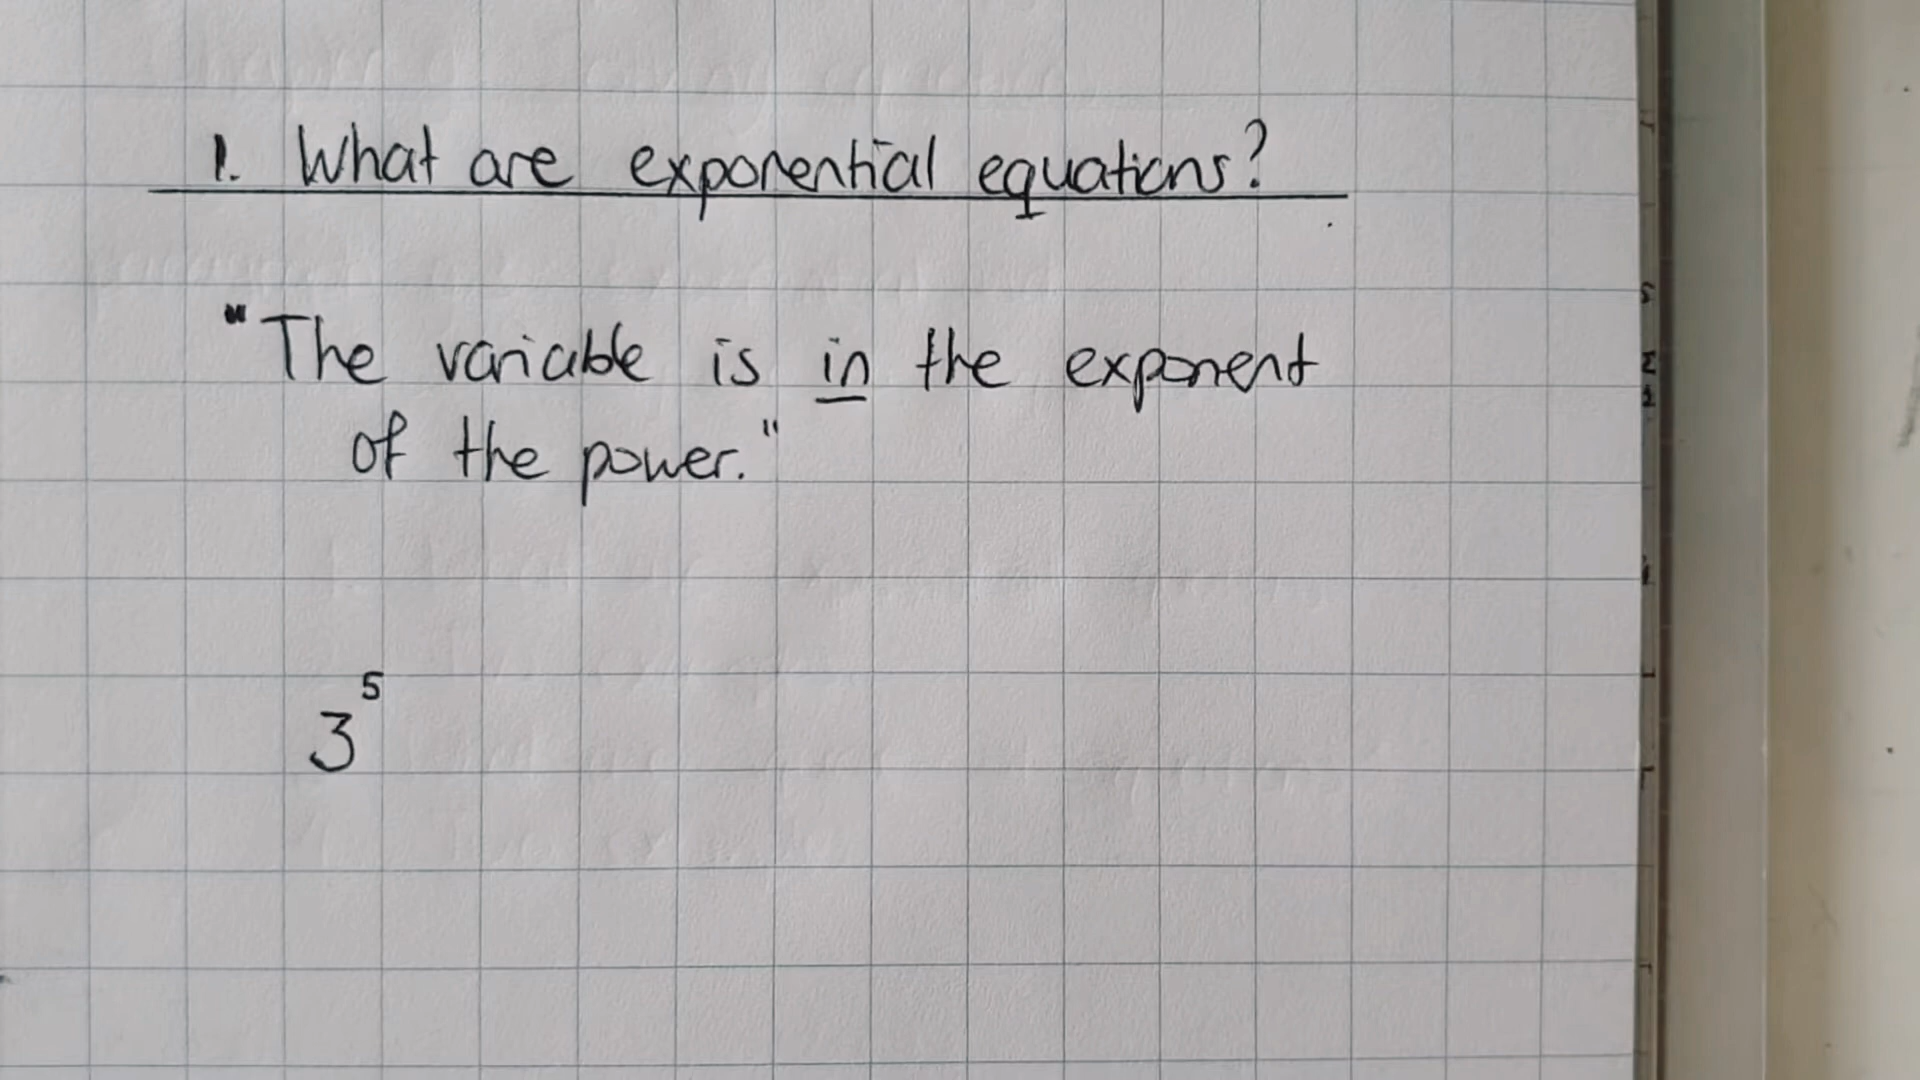 1. What are exponential equations?
"The variable is in the exponent
of the power."
3⁵